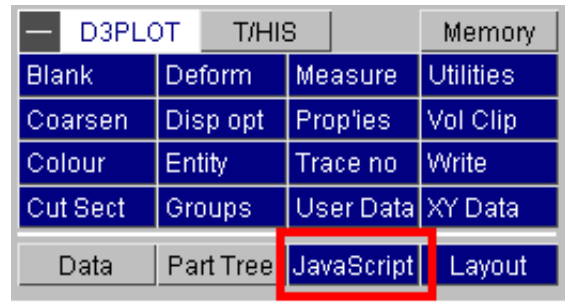 D3PLOT T/HIS Memory
Blank Deform Measure Utilities
Coarsen Disp opt Prop'ies Vol Clip
Colour Entity Trace no Write
Cut Sect Groups User Data XY Data
Data Part Tree JavaScript Layout